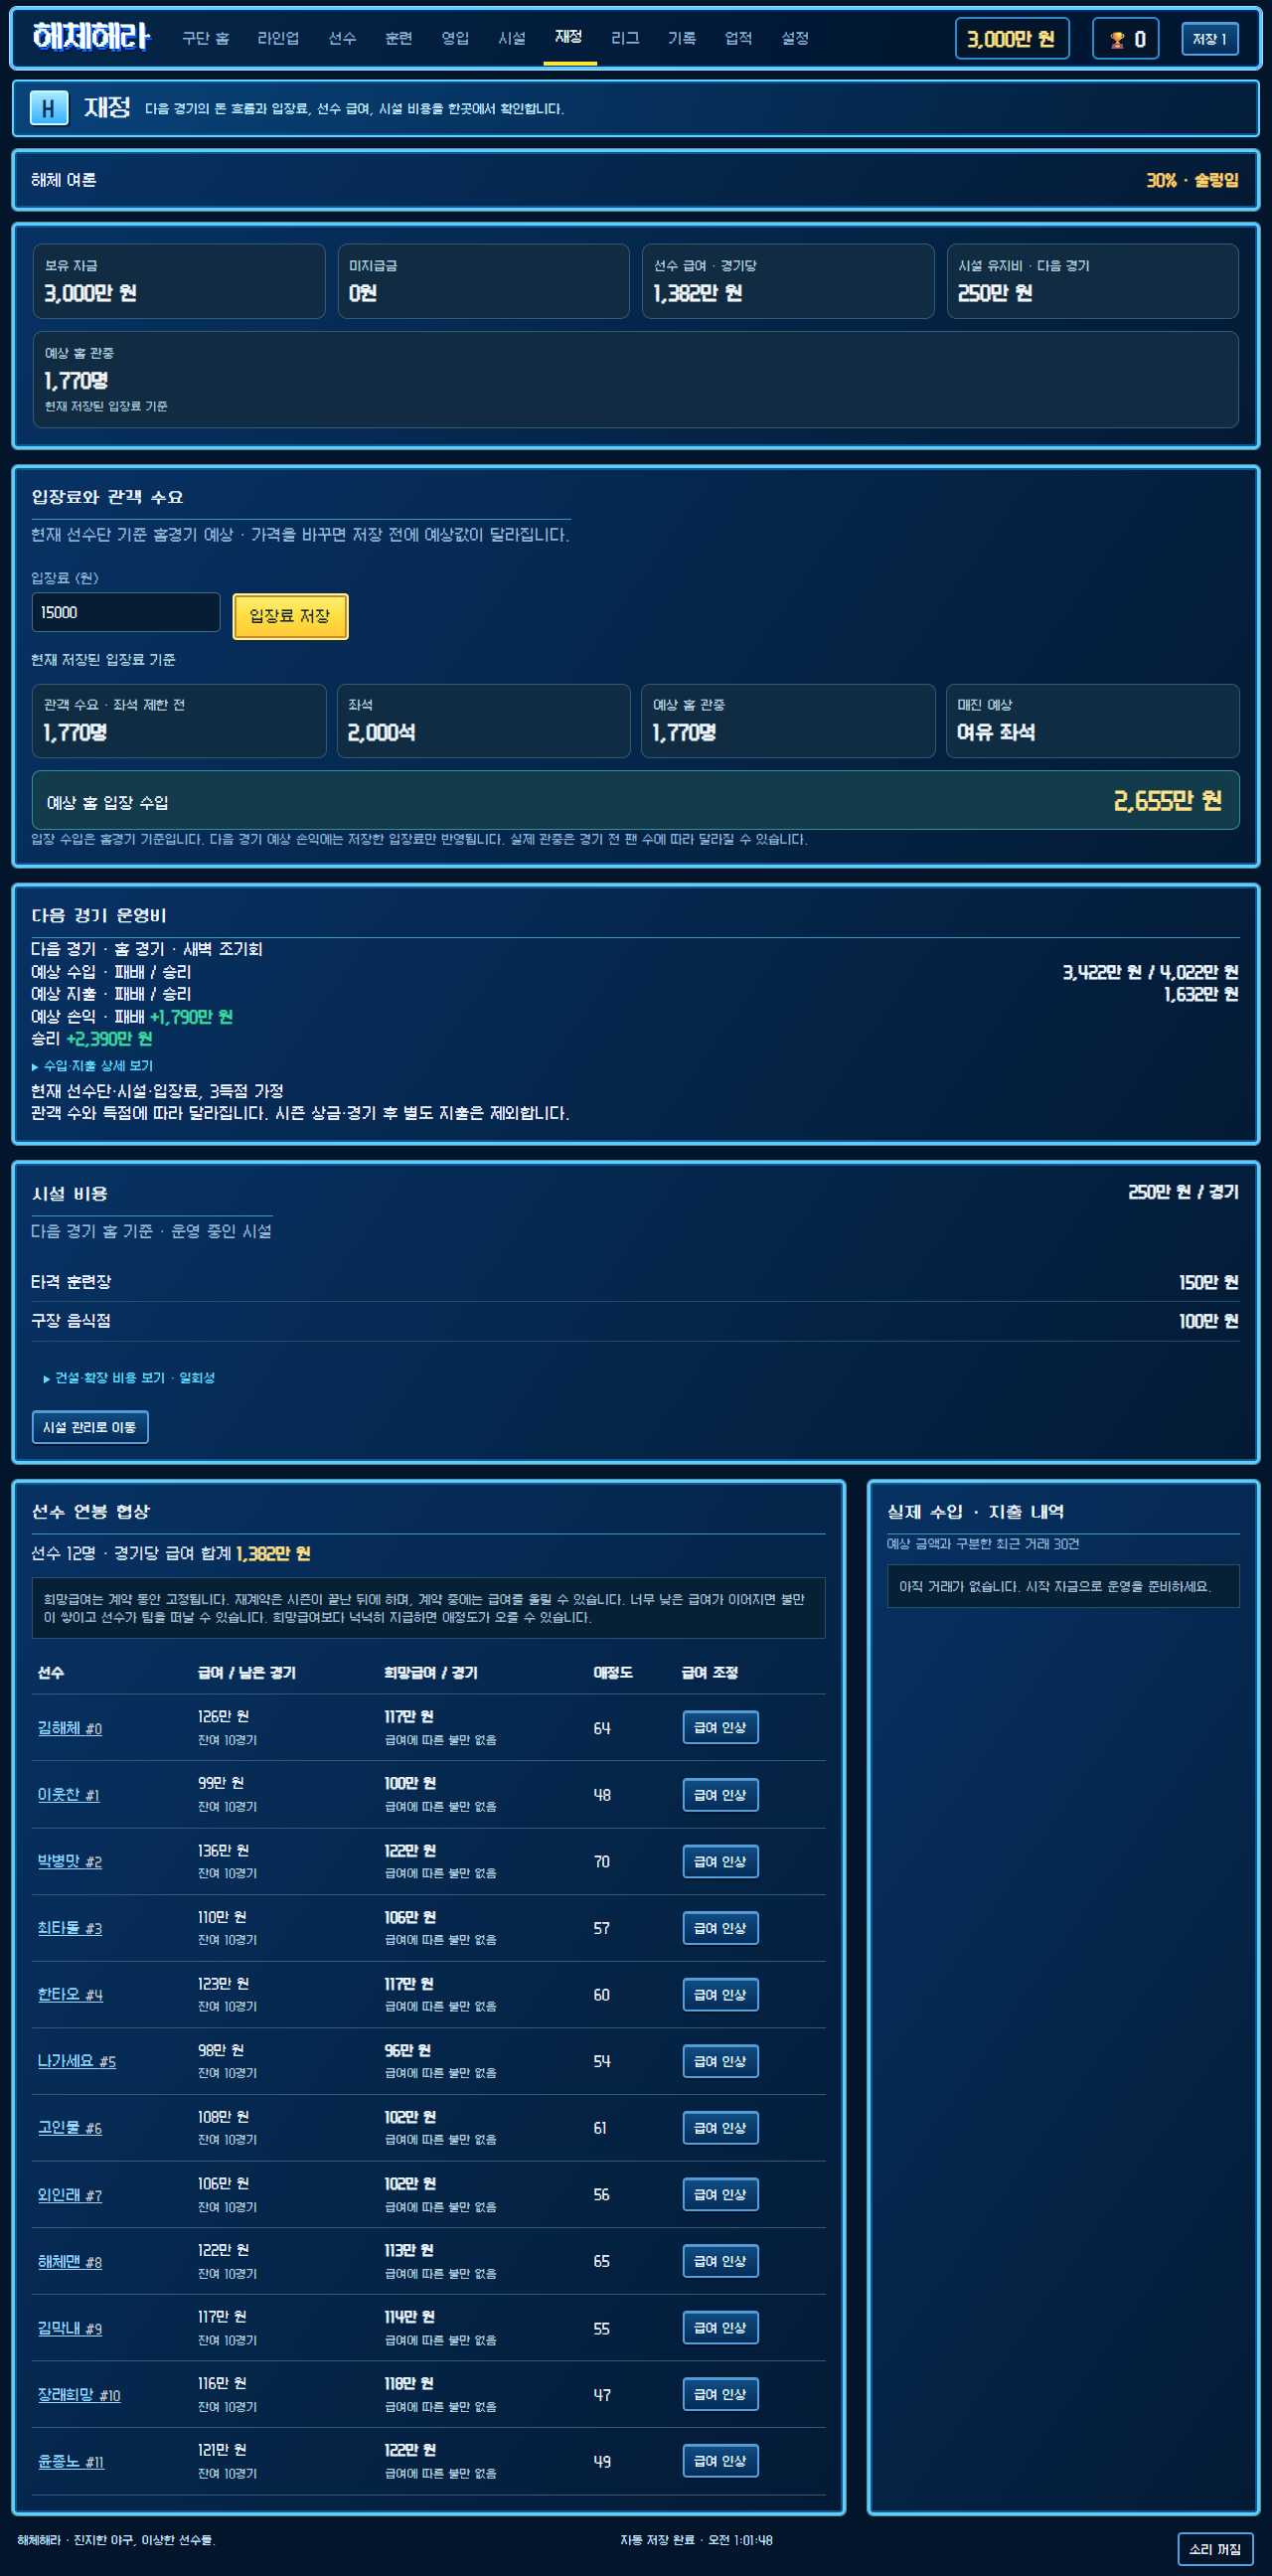 해체해라
구단 홈
라인업
선수
훈련
영입
시설
재정
리그
기록
업적
설정
3,000만 원
🏆 0
저장 1
H
재정
다음 경기의 돈 흐름과 입장료, 선수 급여, 시설 비용을 한곳에서 확인합니다.
해체 여론
30% · 술렁임
보유 자금
3,000만 원
미지급금
0원
선수 급여 · 경기당
1,382만 원
시설 유지비 · 다음 경기
250만 원
예상 홈 관중
1,770명
현재 저장된 입장료 기준
입장료와 관객 수요
현재 선수단 기준 홈경기 예상 · 가격을 바꾸면 저장 전에 예상값이 달라집니다.
입장료 (원)
15000
입장료 저장
현재 저장된 입장료 기준
관객 수요 · 좌석 제한 전
1,770명
좌석
2,000석
예상 홈 관중
1,770명
매진 예상
여유 좌석
예상 홈 입장 수입
2,655만 원
입장 수입은 홈경기 기준입니다. 다음 경기 예상 손익에는 저장한 입장료만 반영됩니다. 실제 관중은 경기 전 팬 수에 따라 달라질 수 있습니다.
다음 경기 운영비
다음 경기 · 홈 경기 · 새벽 조기회
예상 수입 · 패배 / 승리
3,422만 원 / 4,022만 원
예상 지출 · 패배 / 승리
1,632만 원
예상 손익 · 패배 +1,790만 원
승리 +2,390만 원
▸ 수입·지출 상세 보기
현재 선수단·시설·입장료, 3득점 가정
관객 수와 득점에 따라 달라집니다. 시즌 상금·경기 후 별도 지출은 제외합니다.
시설 비용
250만 원 / 경기
다음 경기 홈 기준 · 운영 중인 시설
타격 훈련장
150만 원
구장 음식점
100만 원
▸ 건설·확장 비용 보기 · 일회성
시설 관리로 이동
선수 연봉 협상
선수 12명 · 경기당 급여 합계 1,382만 원
희망급여는 계약 동안 고정됩니다. 재계약은 시즌이 끝난 뒤에 하며, 계약 중에는 급여를 올릴 수 있습니다. 너무 낮은 급여가 이어지면 불만
이 쌓이고 선수가 팀을 떠날 수 있습니다. 희망급여보다 넉넉히 지급하면 애정도가 오를 수 있습니다.
선수
급여 / 남은 경기
희망급여 / 경기
애정도
급여 조정
김해체 #0
126만 원
잔여 10경기
117만 원
급여에 따른 불만 없음
64
급여 인상
이웃찬 #1
99만 원
잔여 10경기
100만 원
급여에 따른 불만 없음
48
급여 인상
박병맛 #2
136만 원
잔여 10경기
122만 원
급여에 따른 불만 없음
70
급여 인상
최타돌 #3
110만 원
잔여 10경기
106만 원
급여에 따른 불만 없음
57
급여 인상
한타오 #4
123만 원
잔여 10경기
117만 원
급여에 따른 불만 없음
60
급여 인상
나가세요 #5
98만 원
잔여 10경기
96만 원
급여에 따른 불만 없음
54
급여 인상
고인물 #6
108만 원
잔여 10경기
102만 원
급여에 따른 불만 없음
61
급여 인상
외인래 #7
106만 원
잔여 10경기
102만 원
급여에 따른 불만 없음
56
급여 인상
해체맨 #8
122만 원
잔여 10경기
113만 원
급여에 따른 불만 없음
65
급여 인상
김막내 #9
117만 원
잔여 10경기
114만 원
급여에 따른 불만 없음
55
급여 인상
장래희망 #10
116만 원
잔여 10경기
118만 원
급여에 따른 불만 없음
47
급여 인상
윤종노 #11
121만 원
잔여 10경기
122만 원
급여에 따른 불만 없음
49
급여 인상
실제 수입 · 지출 내역
예상 금액과 구분한 최근 거래 30건
아직 거래가 없습니다. 시작 자금으로 운영을 준비하세요.
해체해라 · 진지한 야구, 이상한 선수들.
자동 저장 완료 · 오전 1:01:48
소리 꺼짐